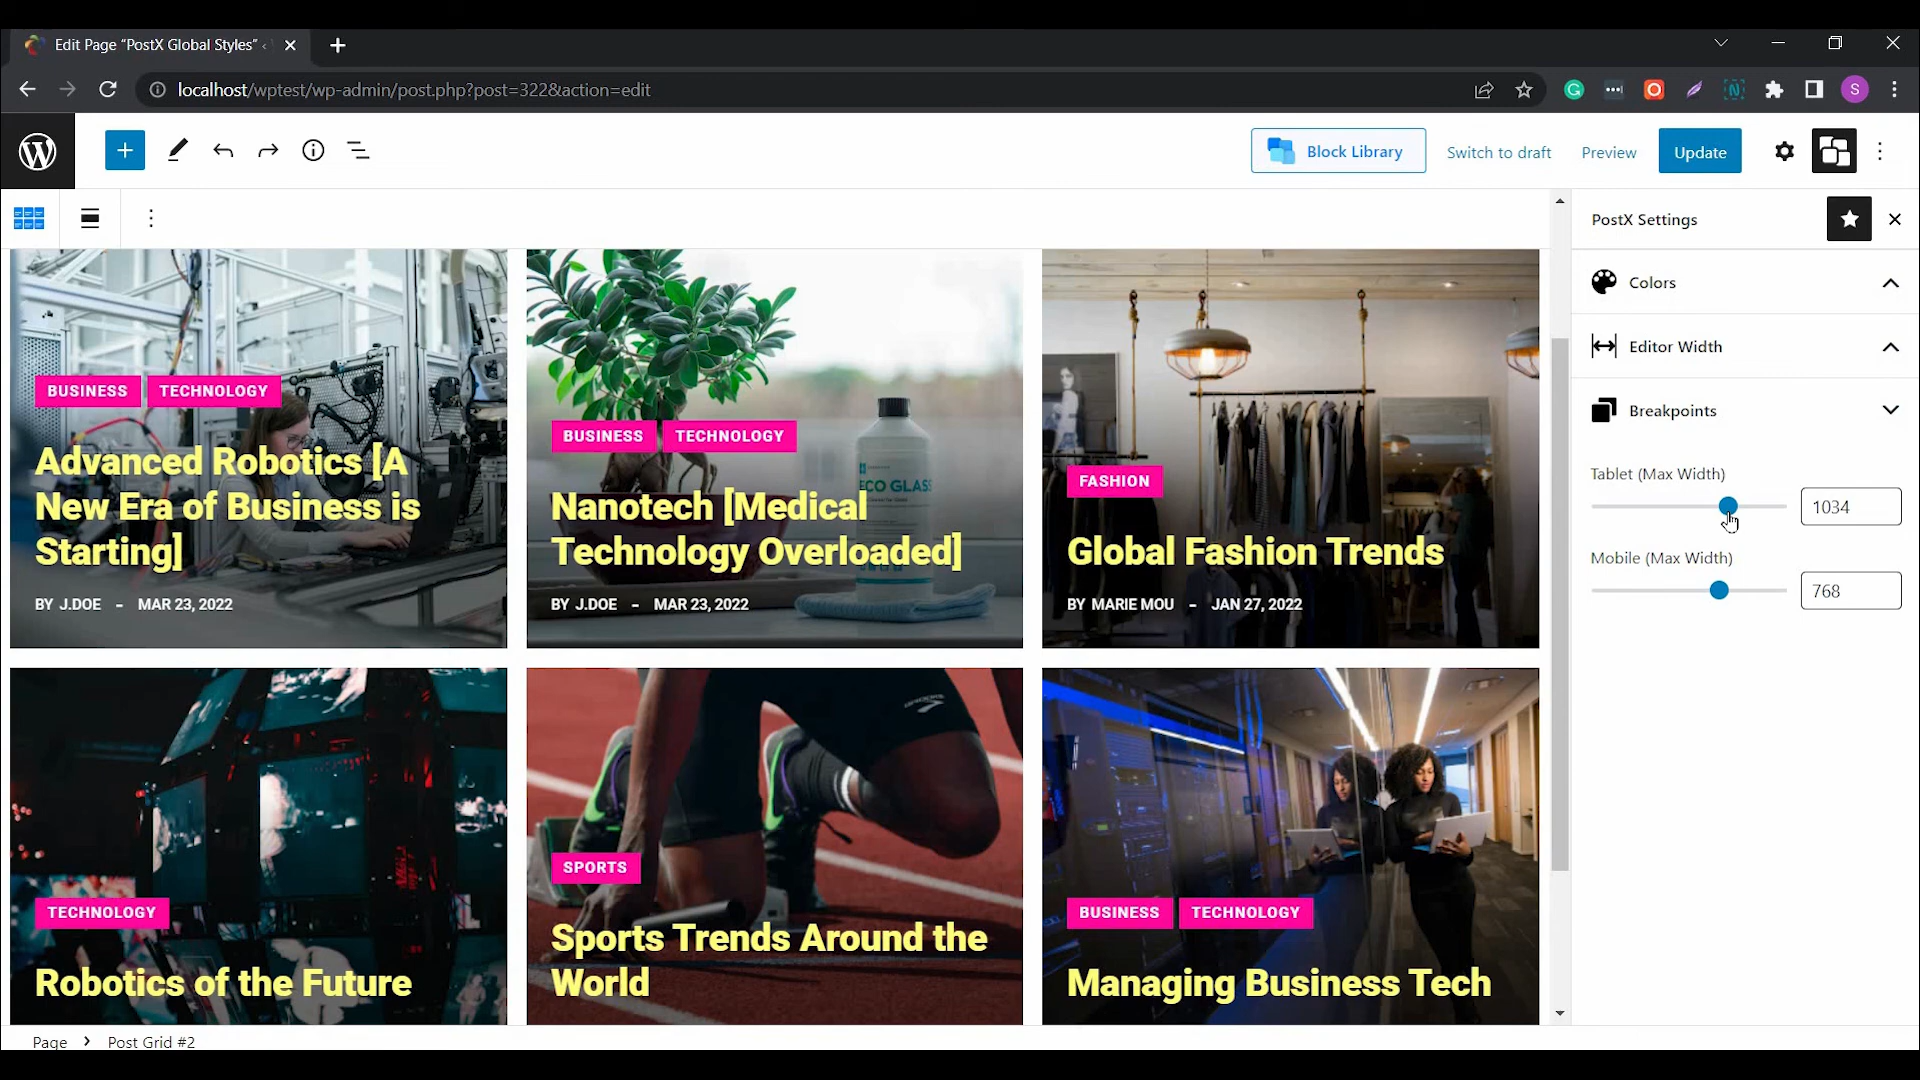 Edit Page “PostX Global Styles” ‹
localhost/wptest/wp-admin/post.php?post=322&action=edit
S
Block Library
Switch to draft
Preview
Update
PostX Settings
Colors
Editor Width
Breakpoints
Tablet (Max Width)
1034
Mobile (Max Width)
768
BUSINESS
TECHNOLOGY
Advanced Robotics [A
New Era of Business is
Starting]
BY J.DOE - MAR 23, 2022
BUSINESS
TECHNOLOGY
ECO GLASS
Nanotech [Medical
Technology Overloaded]
BY J.DOE - MAR 23, 2022
FASHION
Global Fashion Trends
BY MARIE MOU - JAN 27, 2022
TECHNOLOGY
Robotics of the Future
SPORTS
Sports Trends Around the
World
BUSINESS
TECHNOLOGY
Managing Business Tech
Page › Post Grid #2